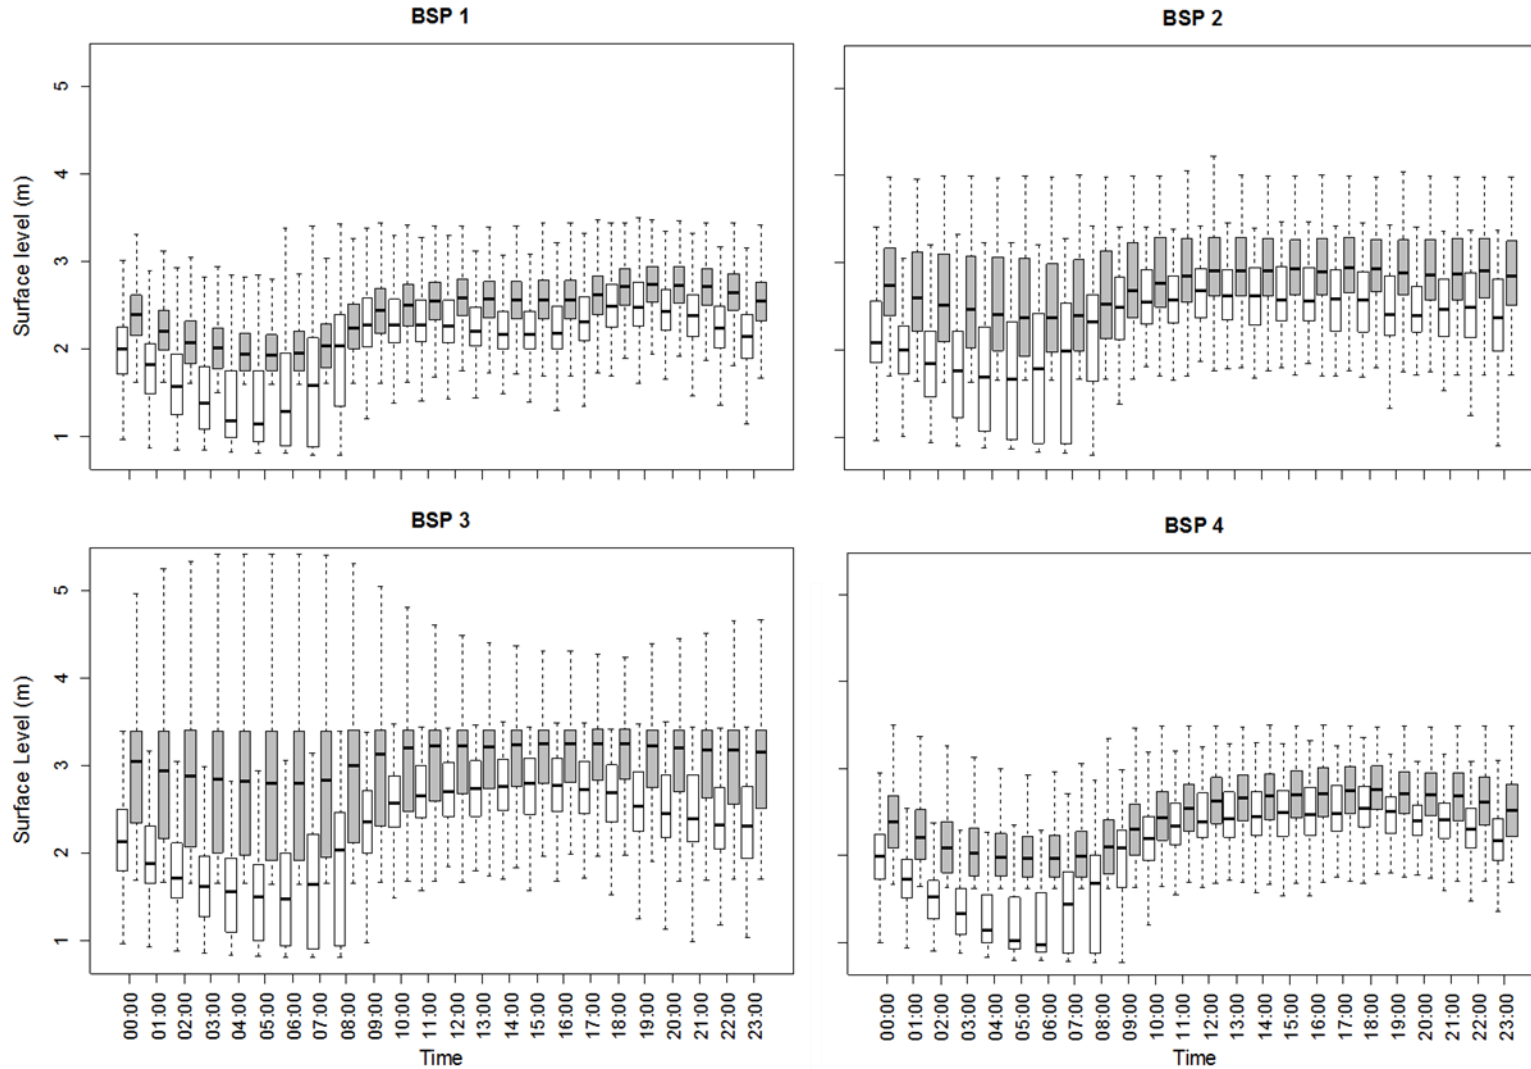 BSP 1
BSP 2
Surface level (m)
5
4
3
2
1
BSP 3
BSP 4
Surface Level (m)
5
4
3
2
1
00:00 01:00 02:00 03:00 04:00 05:00 06:00 07:00 08:00 09:00 10:00 11:00 12:00 13:00 14:00 15:00 16:00 17:00 18:00 19:00 20:00 21:00 22:00 23:00
00:00 01:00 02:00 03:00 04:00 05:00 06:00 07:00 08:00 09:00 10:00 11:00 12:00 13:00 14:00 15:00 16:00 17:00 18:00 19:00 20:00 21:00 22:00 23:00
Time
Time